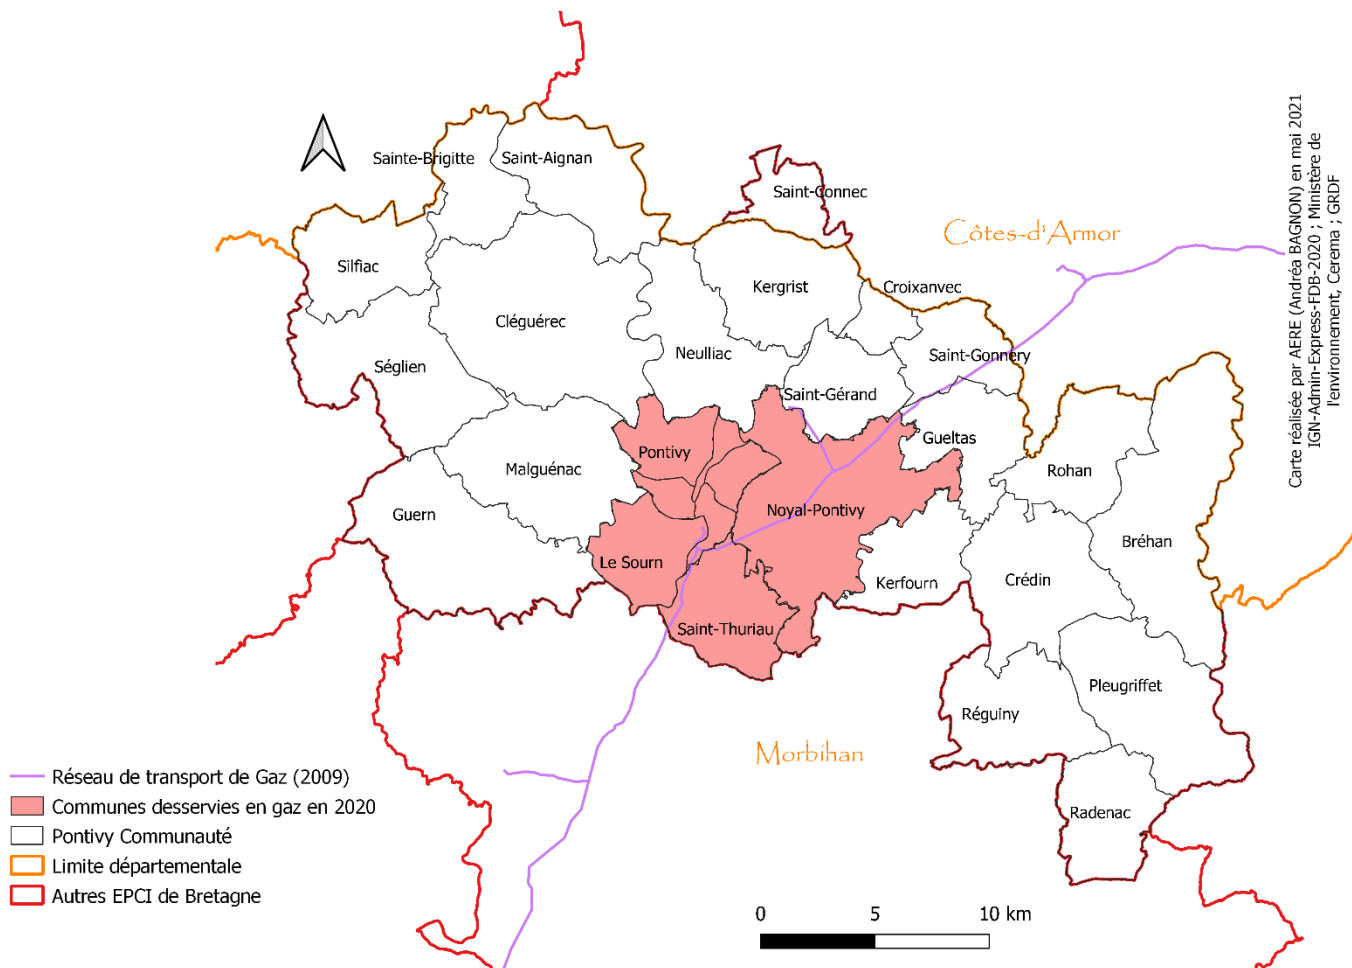 Sainte-Brigitte
Saint-Aignan
Saint-Connec
Côtes-d'Armor
Silfiac
Kergrist
Croixanvec
Cléguérec
Neulliac
Saint-Gonnery
Séglien
Saint-Gérand
Gueltas
Pontivy
Malguénac
Rohan
Guern
Noyal-Pontivy
Bréhan
Le Sourn
Kerfourn
Crédin
Saint-Thuriau
Pleugriffet
Réguiny
Morbihan
Radenac
Réseau de transport de Gaz (2009)
Communes desservies en gaz en 2020
Pontivy Communauté
Limite départementale
Autres EPCI de Bretagne
0 5 10 km
Carte réalisée par AERE (Andréa BAGNON) en mai 2021
IGN-Admin-Express-FDB-2020 ; Ministère de
l'environnement, Cerema ; GRDF